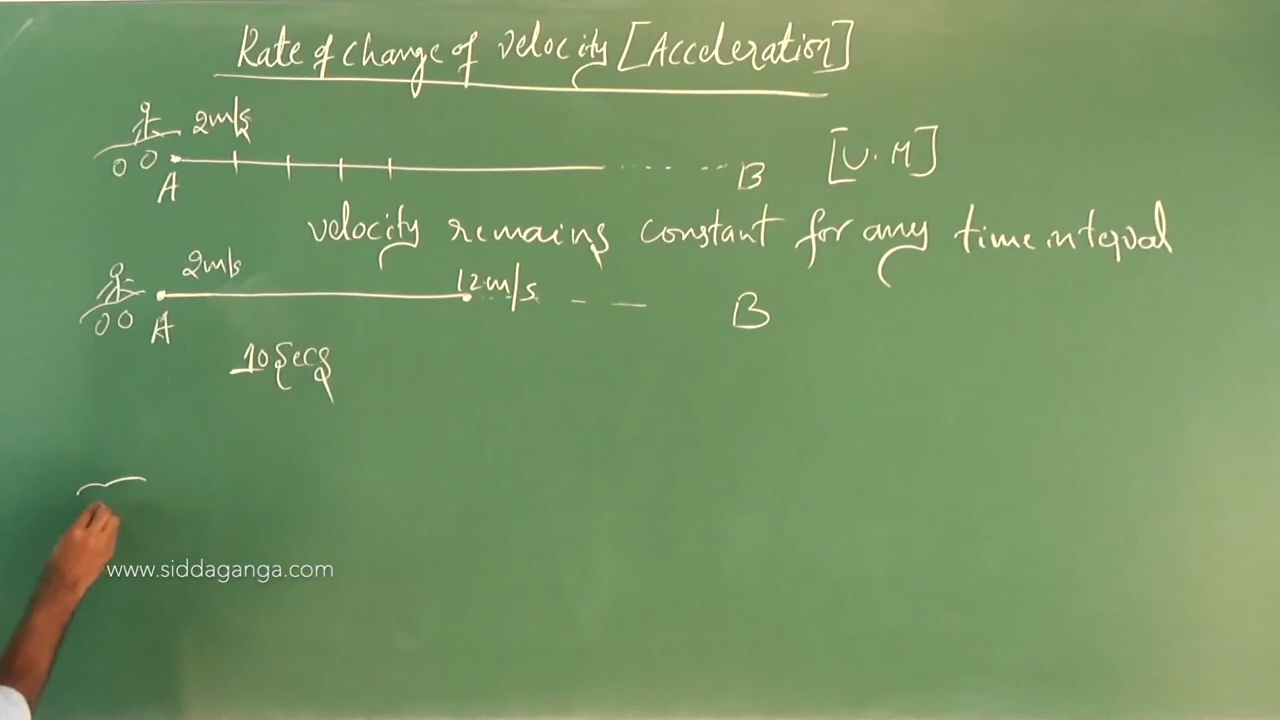 Rate of change of velocity [Acceleration]
2m/s
A B [U.M]
velocity remains constant for any time interval
2m/s 12m/s
A B
10 secs
www.siddaganga.com